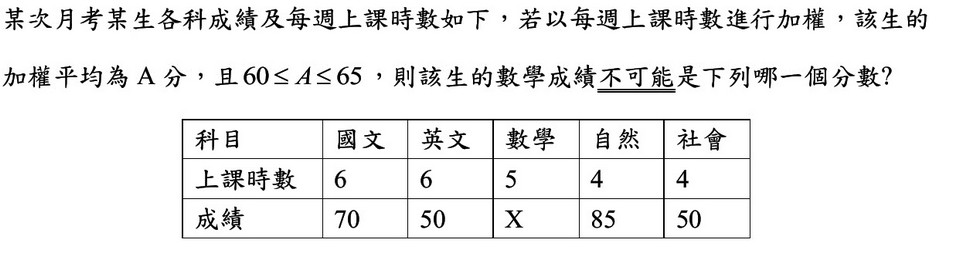 某次月考某生各科成績及每週上課時數如下，若以每週上課時數進行加權，該生的
加權平均為 A 分，且 60≤A≤65 ，則該生的數學成績不可能是下列哪一個分數?
科目 國文 英文 數學 自然 社會
上課時數 6 6 5 4 4
成績 70 50 X 85 50